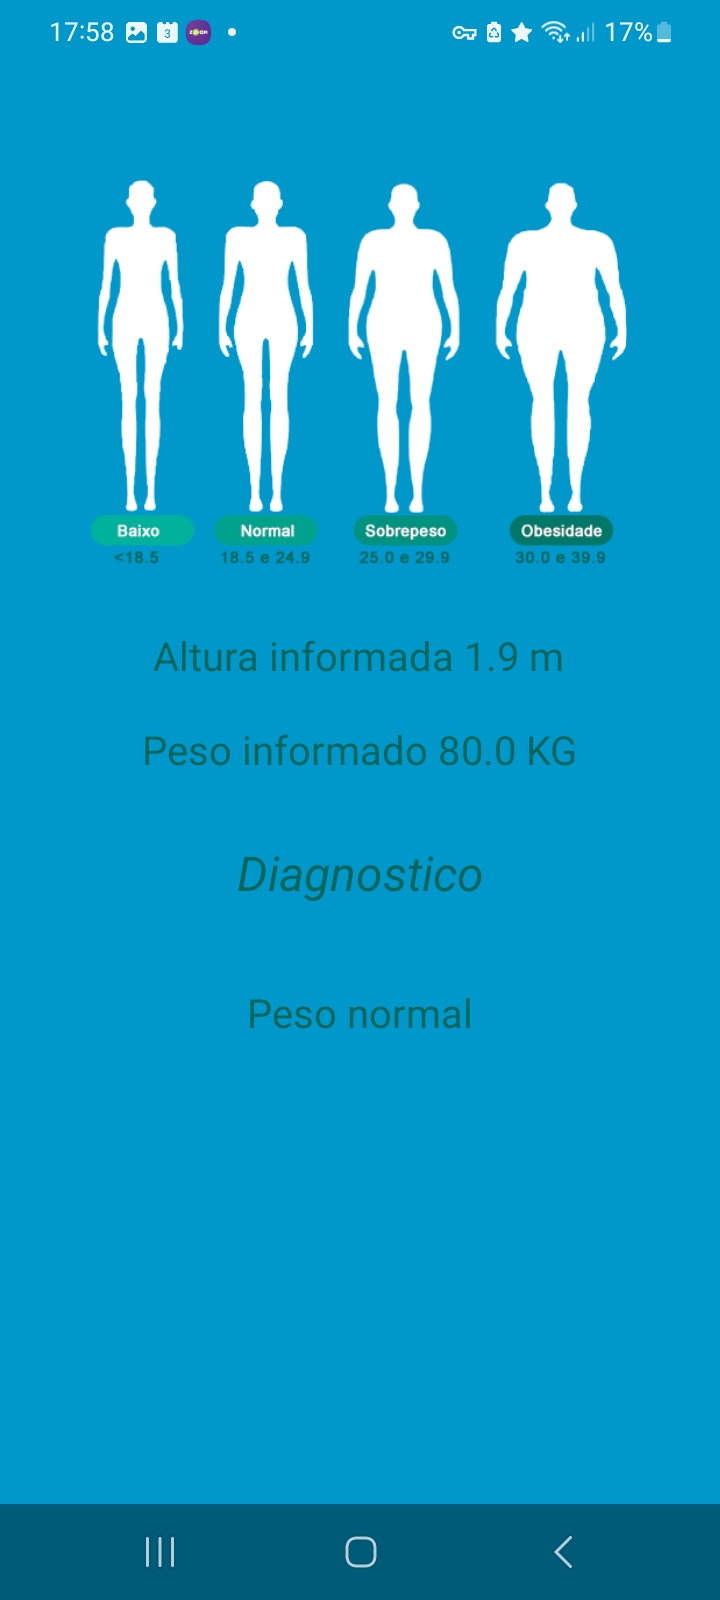 17:58 3 ZOOM 17%
Baixo Normal Sobrepeso Obesidade
<18.5 18.5 e 24.9 25.0 e 29.9 30.0 e 39.9
Altura informada 1.9 m
Peso informado 80.0 KG
Diagnostico
Peso normal